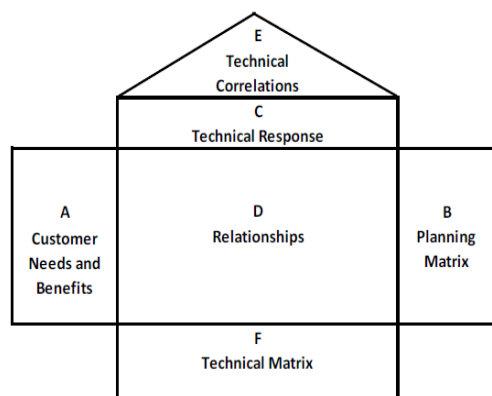 E
Technical
Correlations
C
Technical Response
A
Customer
Needs and
Benefits
D
Relationships
B
Planning
Matrix
F
Technical Matrix